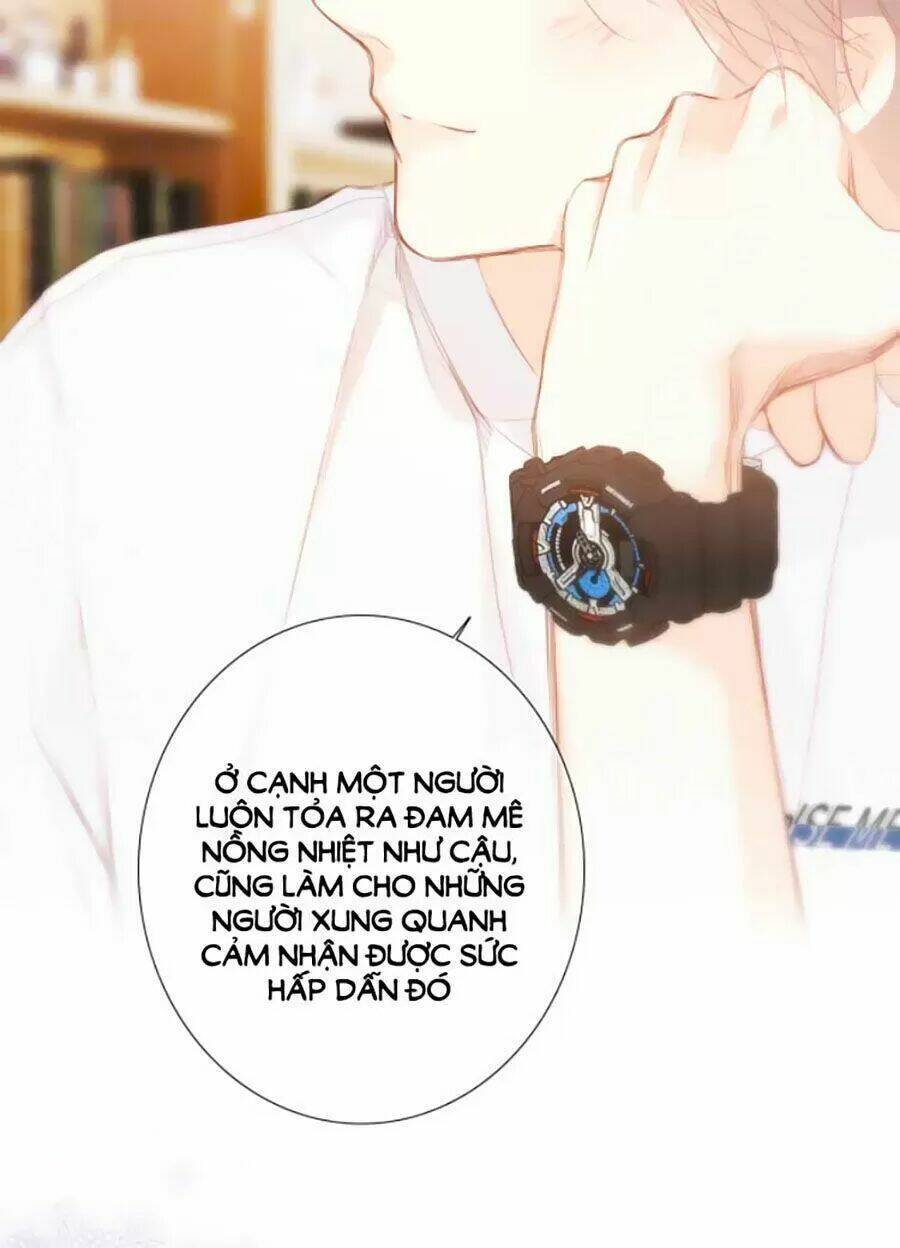 Ở CẠNH MỘT NGƯỜI
LUÔN TỎA RA ĐAM MÊ
NỒNG NHIỆT NHƯ CẬU,
CŨNG LÀM CHO NHỮNG
NGƯỜI XUNG QUANH
CẢM NHẬN ĐƯỢC SỨC
HẤP DẪN ĐÓ